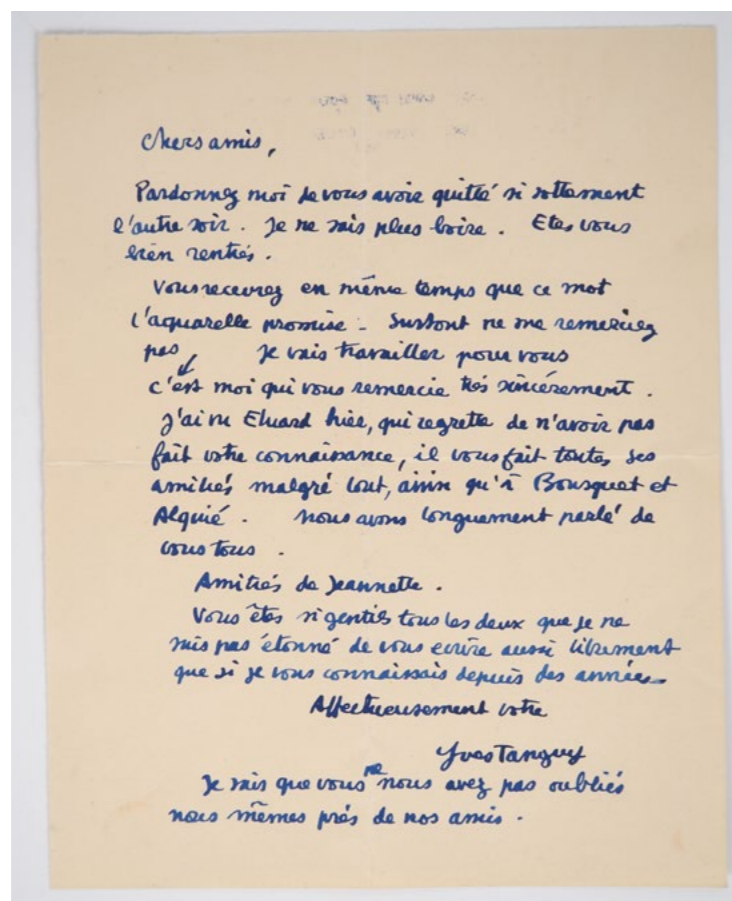 Chers amis,
Pardonnez moi de vous avoir quitté si sottement
l'autre soir. Je ne sais plus boire. Etes vous
bien rentrés.
Vous recevrez en même temps que ce mot
l'aquarelle promise - Surtout ne me remerciez
pas je vais travailler pour vous
c'est moi qui vous remercie très sincérement.
J'ai vu Eluard hier, qui regrette de n'avoir pas
fait votre connaissance, il vous fait toutes ses
amitiés malgré tout, ainsi qu'à Bousquet et
Alquié. nous avons longuement parlé de
vous tous.
Amitiés de Jeannette.
Vous êtes si gentils tous les deux que je ne
suis pas étonné de vous ecrire aussi librement
que si je vous connaissais depuis des années -
Affectueusement votre
Yves Tanguy
Je sais que vous ne nous avez pas oubliés
nous mêmes près de nos amis.